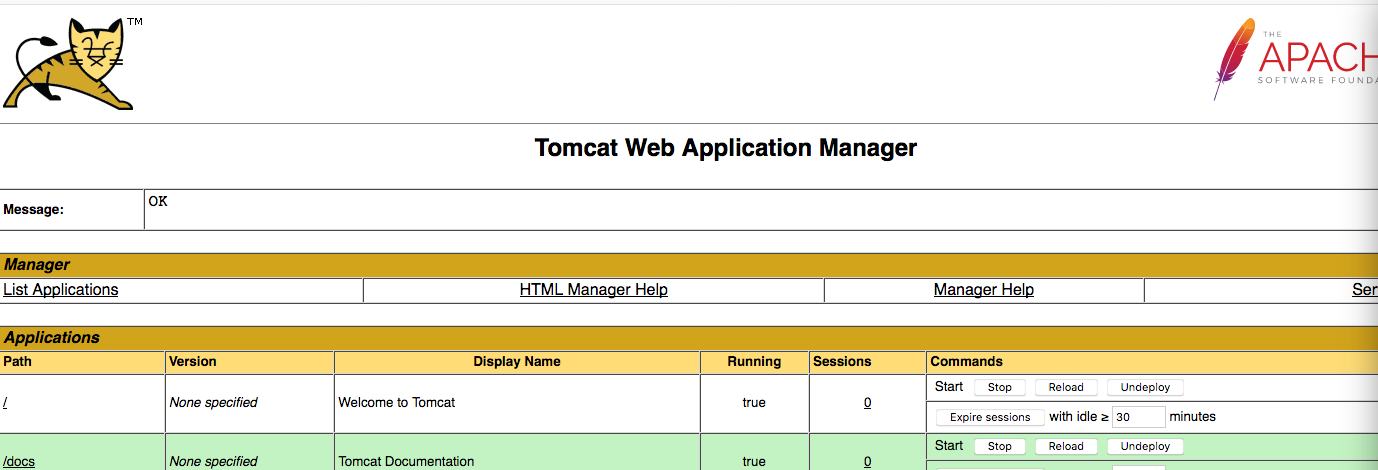 TM
THE
APACH
SOFTWARE FOUNDA
Tomcat Web Application Manager
Message: OK
Manager
List Applications HTML Manager Help Manager Help Ser
Applications
Path Version Display Name Running Sessions Commands
Start Stop Reload Undeploy
/ None specified Welcome to Tomcat true 0
Expire sessions with idle ≥ 30 minutes
Start Stop Reload Undeploy
/docs None specified Tomcat Documentation true 0